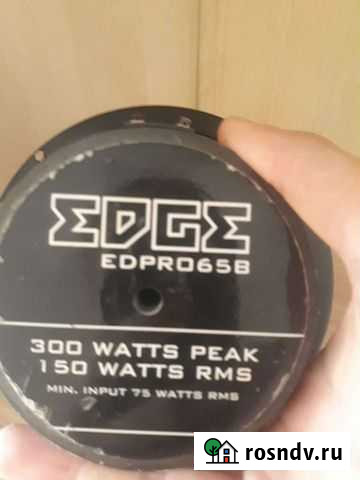 EDGE
EDPRO65B
300 WATTS PEAK
150 WATTS RMS
MIN. INPUT 75 WATTS RMS
rosndv.ru